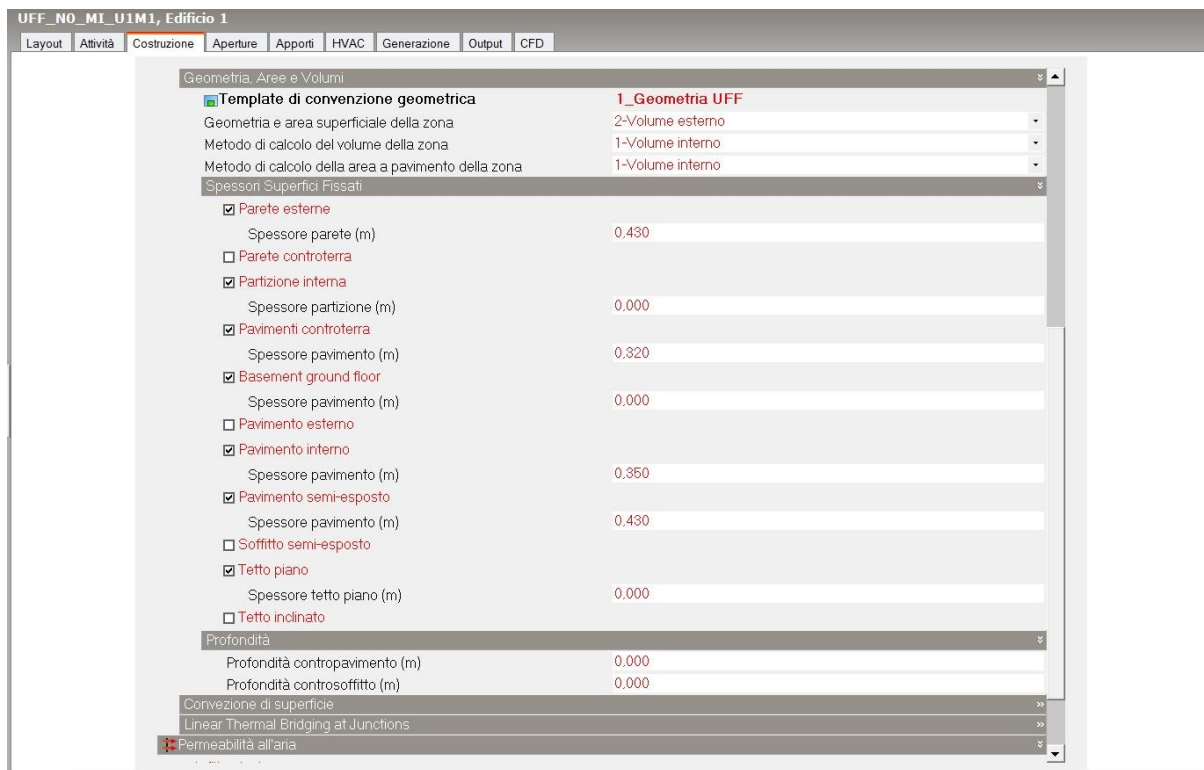 UFF_N0_MI_U1M1, Edificio 1
Layout Attività Costruzione Aperture Apporti HVAC Generazione Output CFD
Geometria, Aree e Volumi
Template di convenzione geometrica 1_Geometria UFF
Geometria e area superficiale della zona 2-Volume esterno
Metodo di calcolo del volume della zona 1-Volume interno
Metodo di calcolo della area a pavimento della zona 1-Volume interno
Spessori Superfici Fissati
Parete esterne
Spessore parete (m) 0,430
Parete controterra
Partizione interna
Spessore partizione (m) 0,000
Pavimenti controterra
Spessore pavimento (m) 0,320
Basement ground floor
Spessore pavimento (m) 0,000
Pavimento esterno
Pavimento interno
Spessore pavimento (m) 0,350
Pavimento semi-esposto
Spessore pavimento (m) 0,430
Soffitto semi-esposto
Tetto piano
Spessore tetto piano (m) 0,000
Tetto inclinato
Profondità
Profondità contropavimento (m) 0,000
Profondità controsoffitto (m) 0,000
Convezione di superficie
Linear Thermal Bridging at Junctions
Permeabilità all'aria